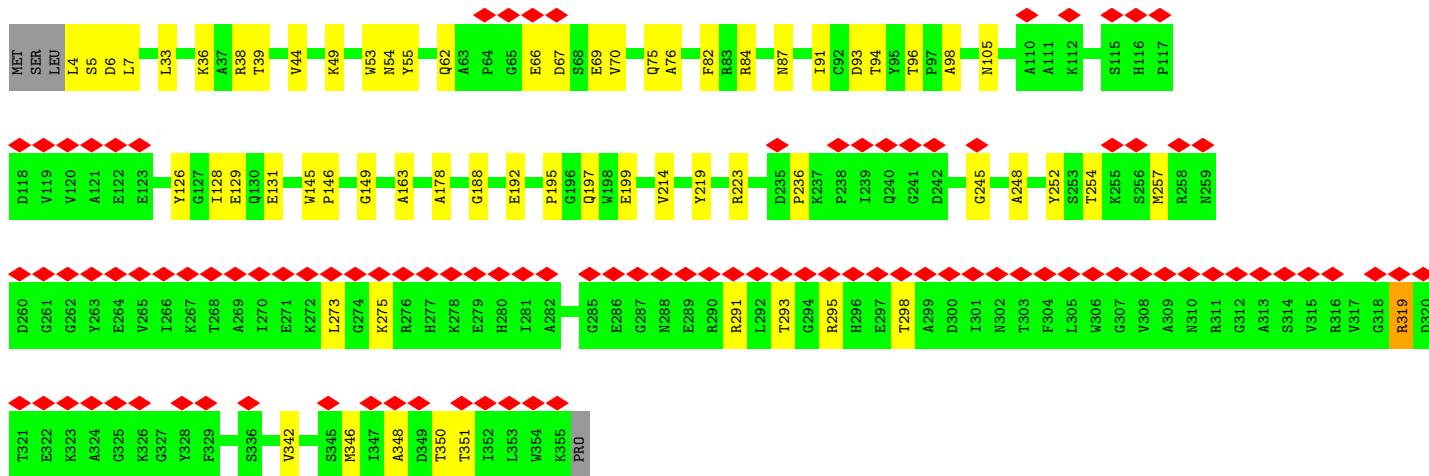 MET SER LEU L4 S5 D6 L7 L33 K36 A37 R38 T39 V44 K49 W53 N54 Y55 Q62 A63 P64 G65 E66 D67 S68 E69 V70 Q75 A76 F82 R83 R84 N87 I91 C92 D93 T94 Y95 T96 P97 A98 N105 A110 A111 K112 S115 H116 P117
D118 V119 V120 A121 E122 E123 Y126 G127 I128 E129 Q130 E131 W145 P146 G149 A163 A178 G188 E192 P195 G196 Q197 W198 E199 V214 Y219 R223 D235 P236 K237 P238 I239 Q240 G241 D242 G245 A248 Y252 S253 T254 K255 S256 M257 R258 N259
D260 G261 G262 Y263 E264 V265 I266 K267 T268 A269 I270 E271 K272 L273 G274 K275 R276 H277 K278 E279 H280 I281 A282 G285 E286 G287 N288 E289 R290 R291 L292 T293 G294 R295 H296 E297 T298 A299 D300 I301 N302 T303 F304 L305 W306 G307 V308 A309 N310 R311 G312 A313 S314 V315 R316 V317 G318 R319 D320
T321 E322 K323 A324 G325 K326 G327 Y328 F329 S336 V342 S345 M346 I347 A348 D349 T350 T351 I352 L353 W354 K355 PRO